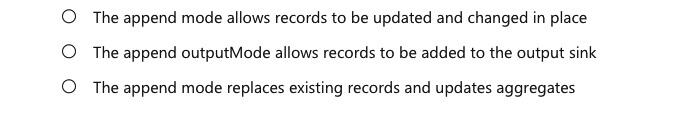 The append mode allows records to be updated and changed in place
The append outputMode allows records to be added to the output sink
The append mode replaces existing records and updates aggregates